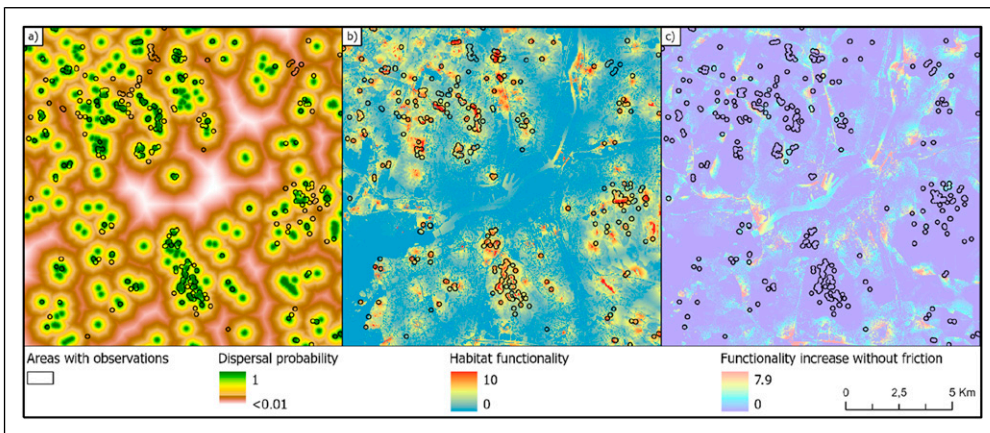 a)
b)
c)
Areas with observations
Dispersal probability
1
<0.01
Habitat functionality
10
0
Functionality increase without friction
7.9
0
0 2,5 5 Km